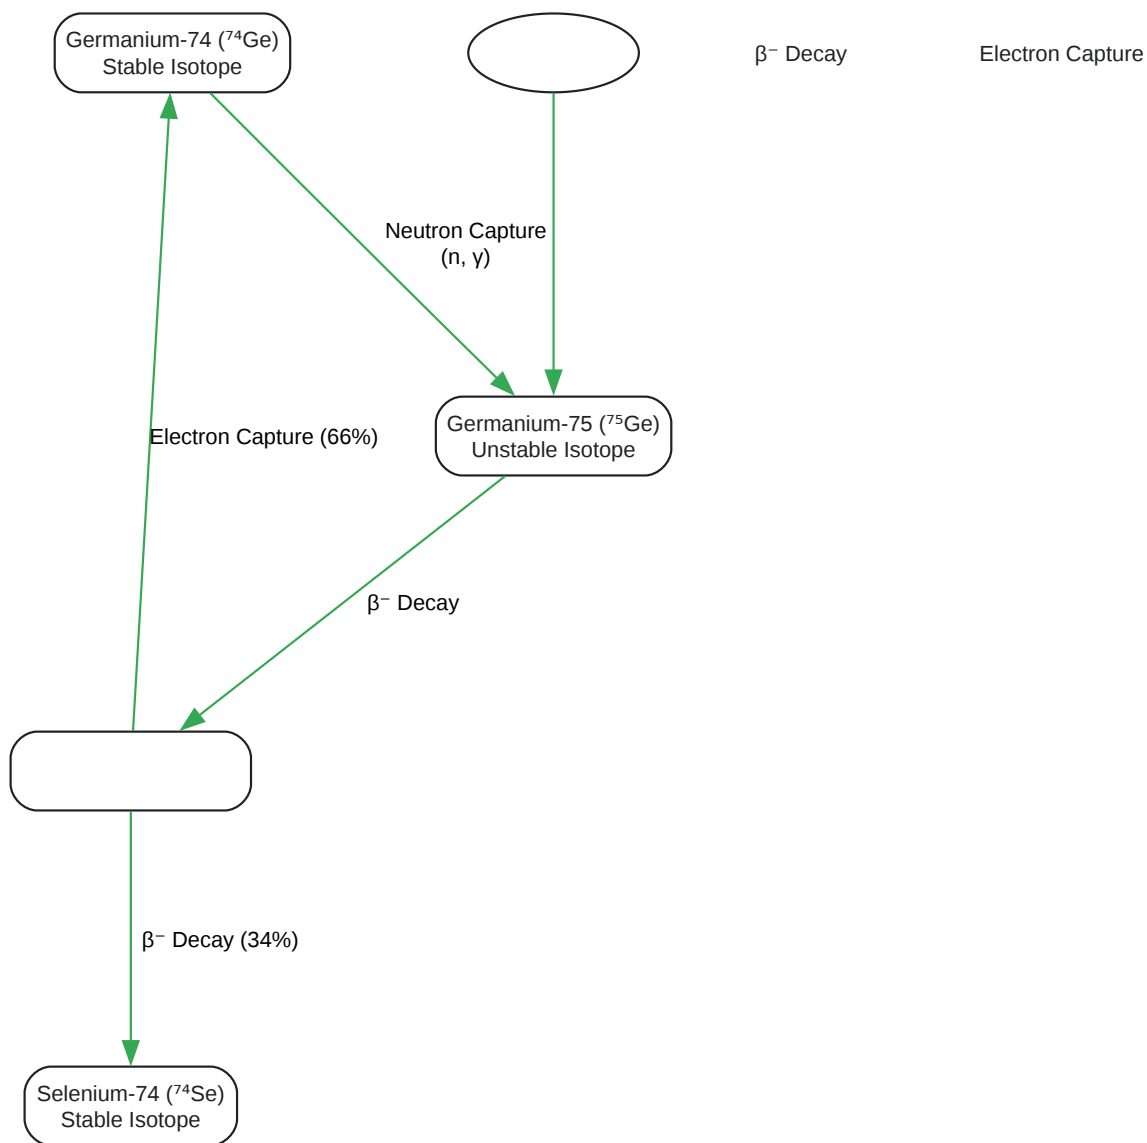 Germanium-74 (⁷⁴Ge)
Stable Isotope
β⁻ Decay
Electron Capture
Neutron Capture
(n, γ)
Germanium-75 (⁷⁵Ge)
Unstable Isotope
Electron Capture (66%)
β⁻ Decay
β⁻ Decay (34%)
Selenium-74 (⁷⁴Se)
Stable Isotope